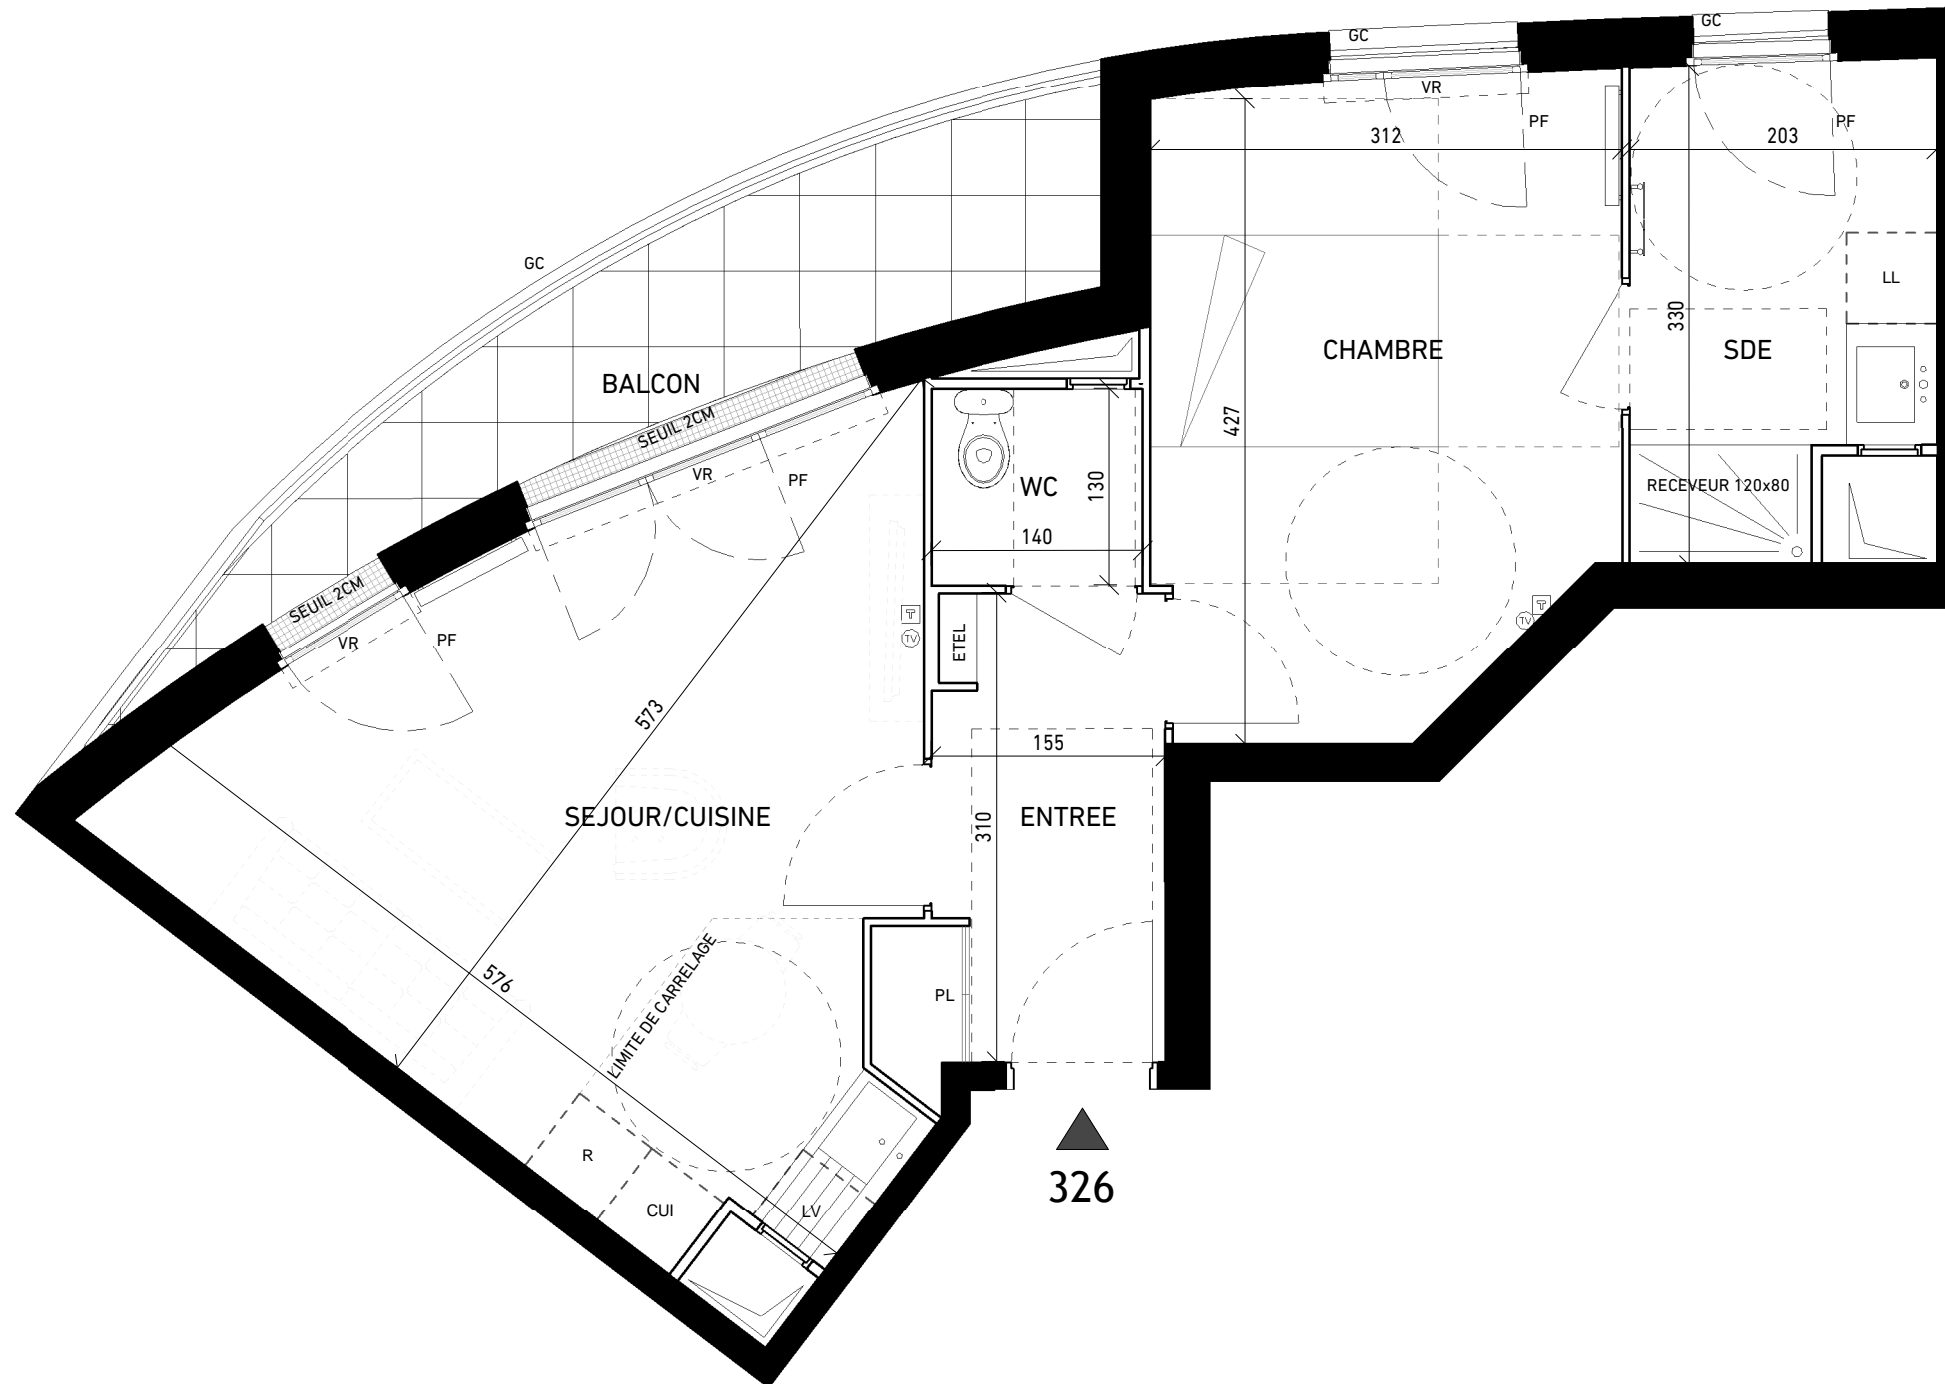 GC
GC
VR
PF
PF
312
203
GC
LL
330
CHAMBRE
SDE
BALCON
SEUIL 2CM
427
VR
PF
WC
130
RECEVEUR 120x80
140
SEUIL 2CM
VR
PF
T
TV
ETEL
T
TV
573
155
SEJOUR/CUISINE
310
ENTREE
576
LIMITE DE CARRELAGE
PL
R
CUI
LV
326